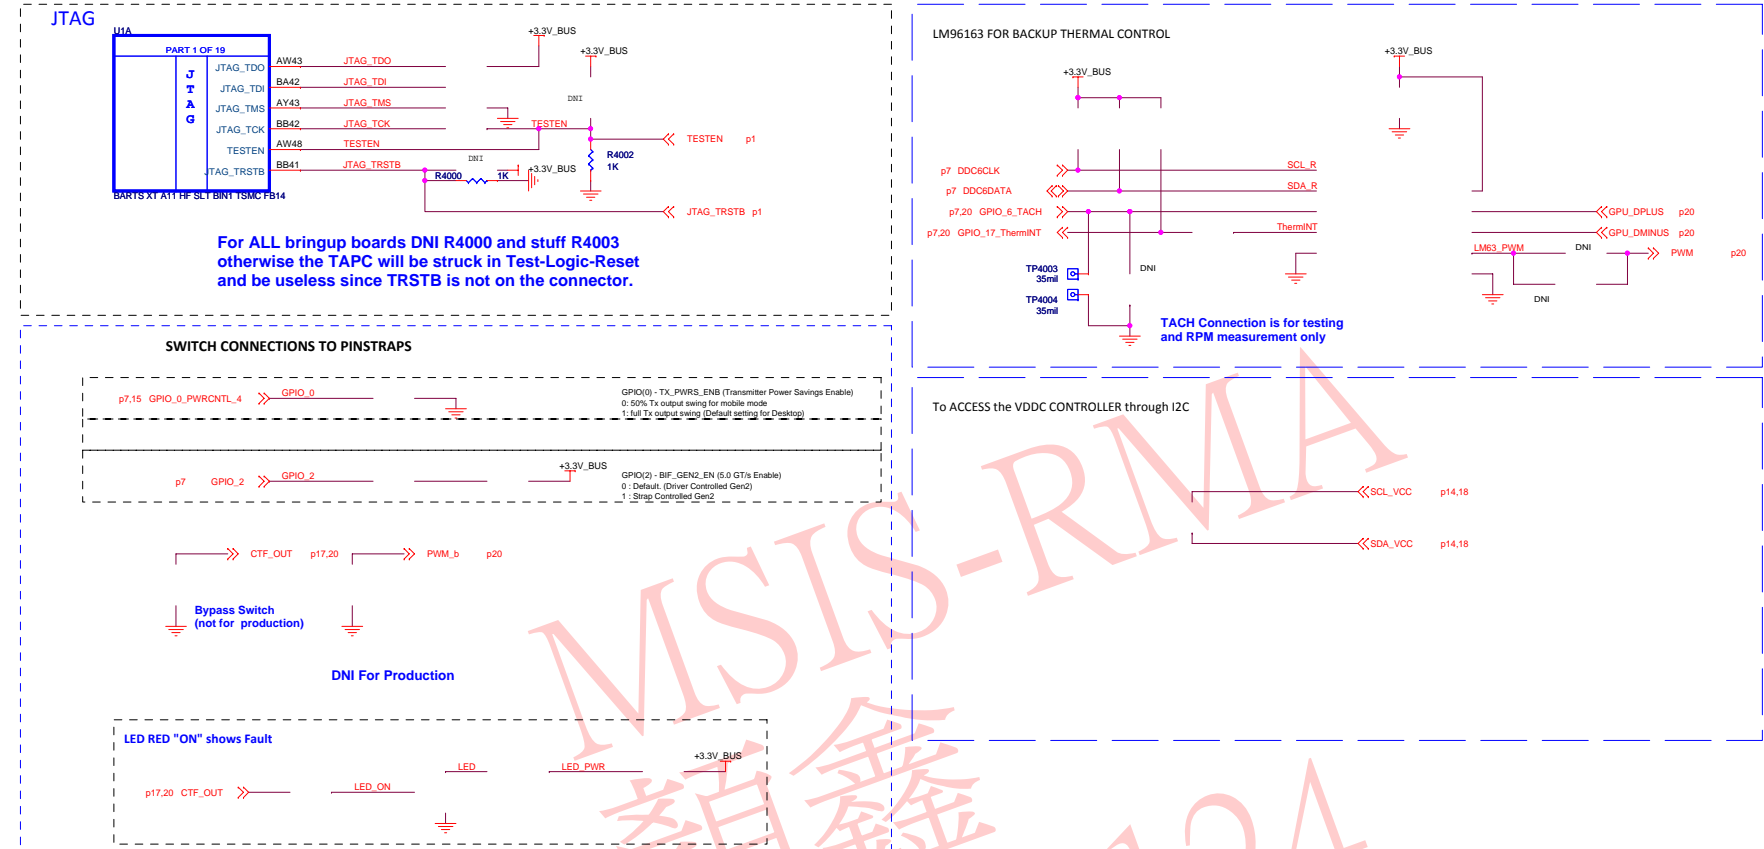 JTAG
U1A
PART 1 OF 19
J
T
A
G
JTAG_TDO
JTAG_TDI
JTAG_TMS
JTAG_TCK
TESTEN
JTAG_TRSTB
AW43
BA42
AY43
BB42
AW48
BB41
JTAG_TDO
JTAG_TDI
JTAG_TMS
JTAG_TCK
TESTEN
JTAG_TRSTB
BARTS XT A11 HF SLT BIN1 TSMC FB14
+3.3V_BUS
+3.3V_BUS
DNI
TESTEN
TESTEN p1
R4002
1K
DNI
+3.3V_BUS
R4000 1K
JTAG_TRSTB p1
For ALL bringup boards DNI R4000 and stuff R4003
otherwise the TAPC will be struck in Test-Logic-Reset
and be useless since TRSTB is not on the connector.
SWITCH CONNECTIONS TO PINSTRAPS
p7,15 GPIO_0_PWRCNTL_4
GPIO_0
GPIO(0) - TX_PWRS_ENB (Transmitter Power Savings Enable)
0: 50% Tx output swing for mobile mode
1: full Tx output swing (Default setting for Desktop)
p7 GPIO_2
GPIO_2
+3.3V_BUS
GPIO(2) - BIF_GEN2_EN (5.0 GT/s Enable)
0 : Default. (Driver Controlled Gen2)
1 : Strap Controlled Gen2
CTF_OUT p17,20
PWM_b p20
Bypass Switch
(not for production)
DNI For Production
LED RED "ON" shows Fault
p17,20 CTF_OUT
LED_ON
LED
LED_PWR
+3.3V_BUS
LM96163 FOR BACKUP THERMAL CONTROL
+3.3V_BUS
+3.3V_BUS
p7 DDC6CLK
p7 DDC6DATA
p7,20 GPIO_6_TACH
p7,20 GPIO_17_ThermINT
SCL_R
SDA_R
ThermINT
GPU_DPLUS p20
GPU_DMINUS p20
LM63_PWM
DNI
PWM p20
DNI
TP4003
35mil
TP4004
35mil
DNI
TACH Connection is for testing
and RPM measurement only
To ACCESS the VDDC CONTROLLER through I2C
SCL_VCC p14,18
SDA_VCC p14,18
MSIS-RMA